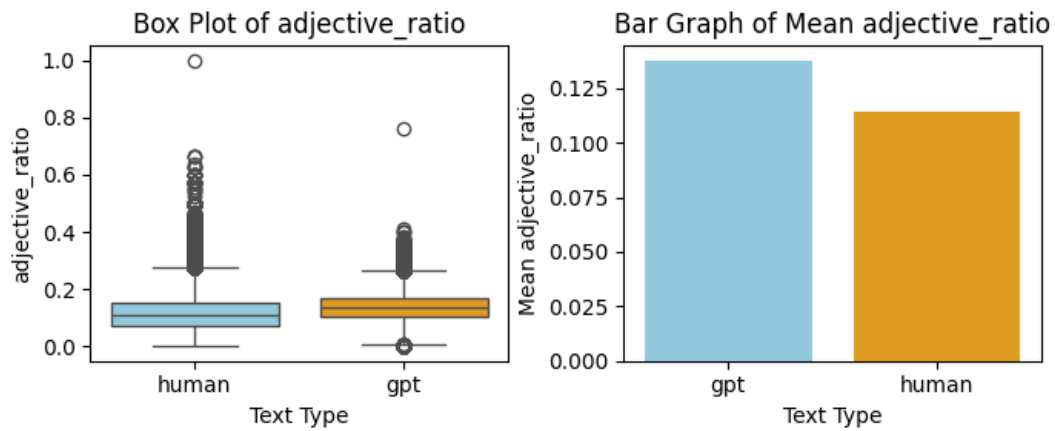 Box Plot of adjective_ratio
adjective_ratio
1.0
0.8
0.6
0.4
0.2
0.0
human gpt
Text Type
Bar Graph of Mean adjective_ratio
Mean adjective_ratio
0.125
0.100
0.075
0.050
0.025
0.000
gpt human
Text Type